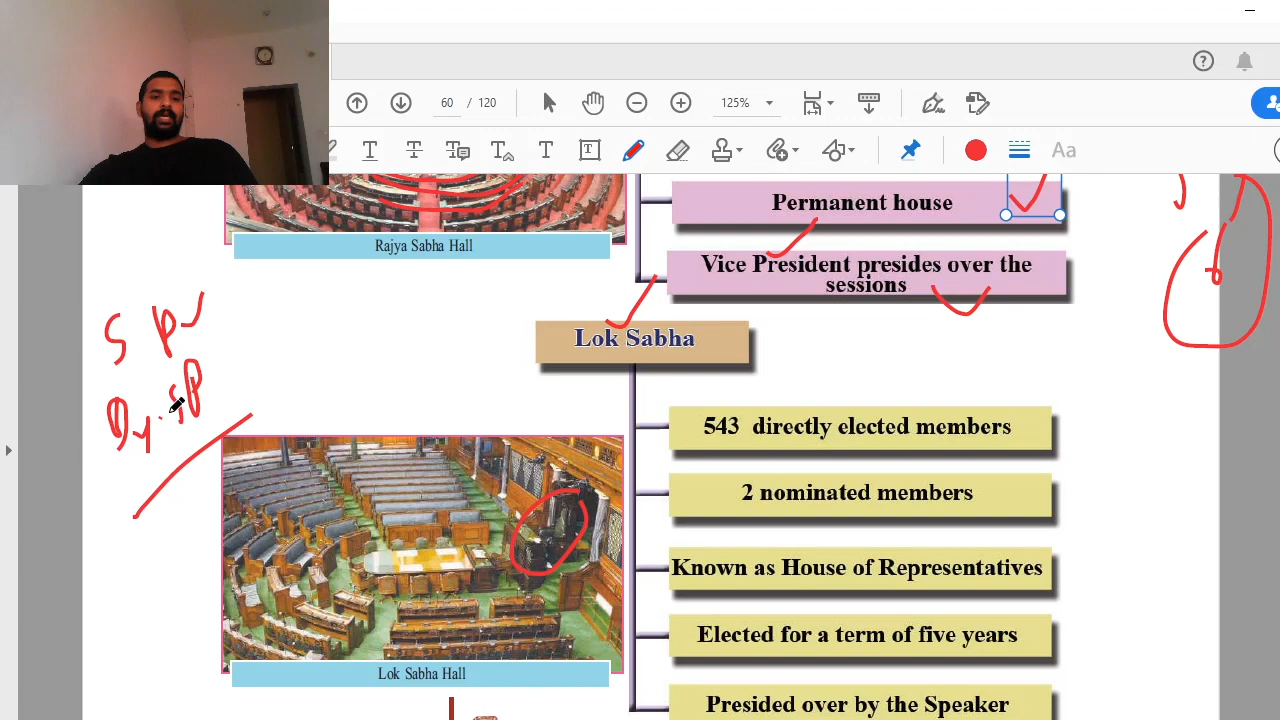 60 / 120
125%
Aa
Permanent house
Rajya Sabha Hall
Vice President presides over the
sessions
S P
Dy. SP
Lok Sabha
543 directly elected members
2 nominated members
Known as House of Representatives
Elected for a term of five years
Lok Sabha Hall
Presided over by the Speaker